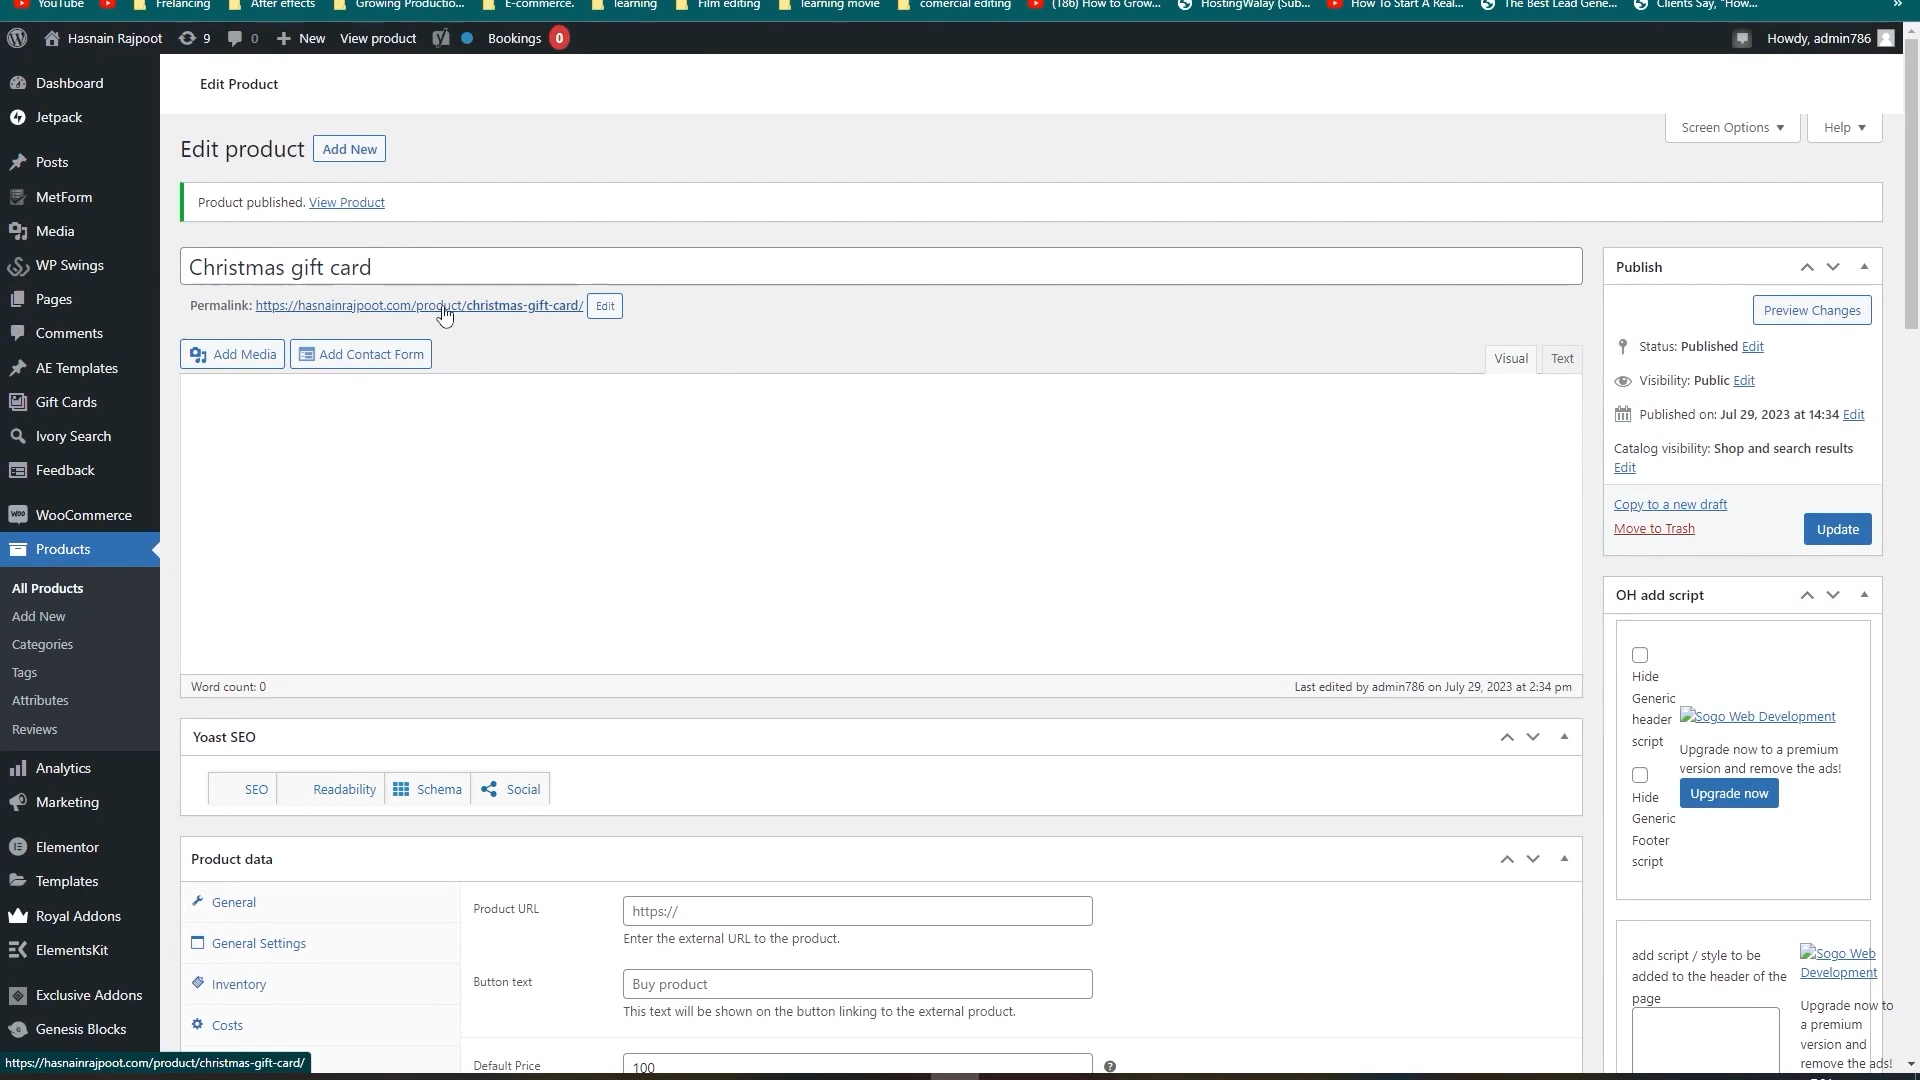 YouTube
Frelancing
After effects
Growing Productio...
E-commerce.
learning
Film editing
learning movie
comercial editing
(186) How to Grow...
HostingWalay (Sub...
How To Start A Real...
The Best Lead Gene...
Clients Say, "How...
»
Hasnain Rajpoot
9
0
New
View product
Bookings 0
Howdy, admin786
Dashboard
Jetpack
Posts
MetForm
Media
WP Swings
Pages
Comments
AE Templates
Gift Cards
Ivory Search
Feedback
WooCommerce
Products
All Products
Add New
Categories
Tags
Attributes
Reviews
Analytics
Marketing
Elementor
Templates
Royal Addons
ElementsKit
Exclusive Addons
Genesis Blocks
Edit Product
Screen Options
Help
Edit product Add New
Product published. View Product
Christmas gift card
Permalink: https://hasnainrajpoot.com/product/christmas-gift-card/ Edit
Add Media
Add Contact Form
Visual
Text
Word count: 0
Last edited by admin786 on July 29, 2023 at 2:34 pm
Yoast SEO
SEO
Readability
Schema
Social
Product data
General
General Settings
Inventory
Costs
Product URL
https://
Enter the external URL to the product.
Button text
Buy product
This text will be shown on the button linking to the external product.
Default Price
100
?
Publish
Preview Changes
Status: Published Edit
Visibility: Public Edit
Published on: Jul 29, 2023 at 14:34 Edit
Catalog visibility: Shop and search results
Edit
Copy to a new draft
Move to Trash
Update
OH add script
Hide
Generic
header
script
Hide
Generic
Footer
script
Sogo Web Development
Upgrade now to a premium
version and remove the ads!
Upgrade now
add script / style to be
added to the header of the
page
Sogo Web
Development
Upgrade now to
a premium
version and
remove the ads!
https://hasnainrajpoot.com/product/christmas-gift-card/